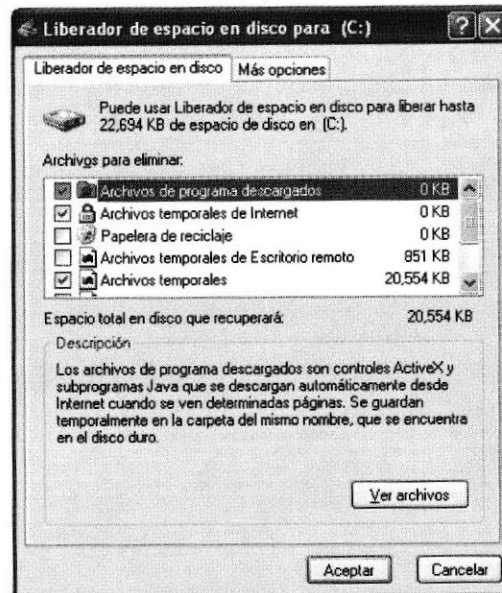 Liberador de espacio en disco para (C:)
Liberador de espacio en disco Más opciones
Puede usar Liberador de espacio en disco para liberar hasta
22,694 KB de espacio de disco en (C:).
Archivos para eliminar:
Archivos de programa descargados 0 KB
Archivos temporales de Internet 0 KB
Papelera de reciclaje 0 KB
Archivos temporales de Escritorio remoto 851 KB
Archivos temporales 20,554 KB
Espacio total en disco que recuperará: 20,554 KB
Descripción
Los archivos de programa descargados son controles ActiveX y
subprogramas Java que se descargan automáticamente desde
Internet cuando se ven determinadas páginas. Se guardan
temporalmente en la carpeta del mismo nombre, que se encuentra
en el disco duro.
Ver archivos
Aceptar Cancelar